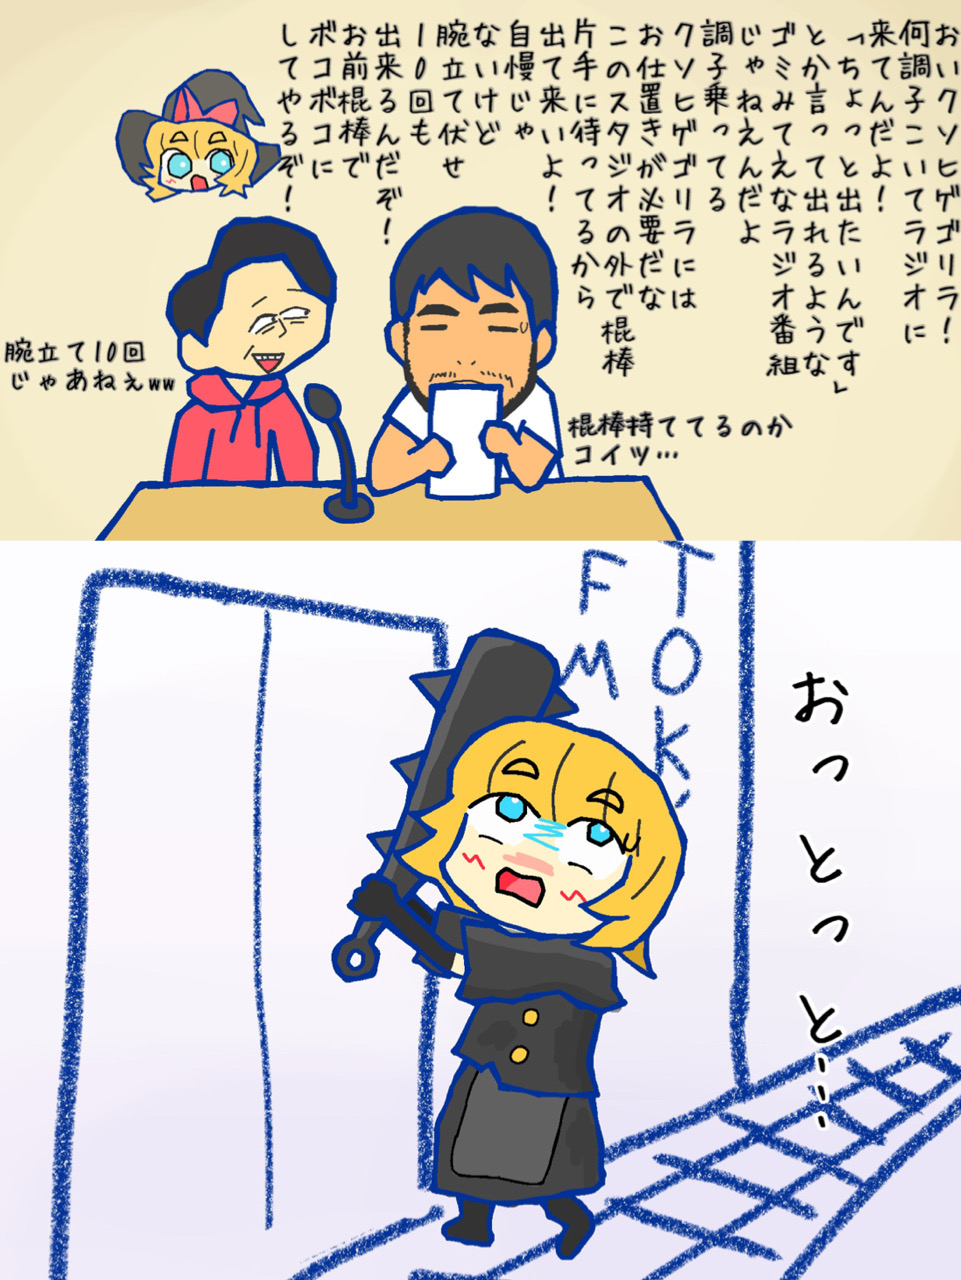 おいクソヒゲゴリラ!
何調子こいてラジオに
来てんだよ!
「ちょっと出たいんです」
とか言って出れるような
ゴミみてえなラジオ番組
じゃねえんだよ
調子乗ってる
クソヒゲゴリラには
お仕置きが必要だな
このスタジオの外で棍棒
片手に待ってるから
出て来いよ!
自慢じゃ
ないけど
腕立て伏せ
10回も
出来るんだぞ!
お前棍棒で
ボコボコに
してやるぞ!
腕立て10回
じゃあねぇww
棍棒持ててるのか
コイツ…
TOK
FM
おっとっと……